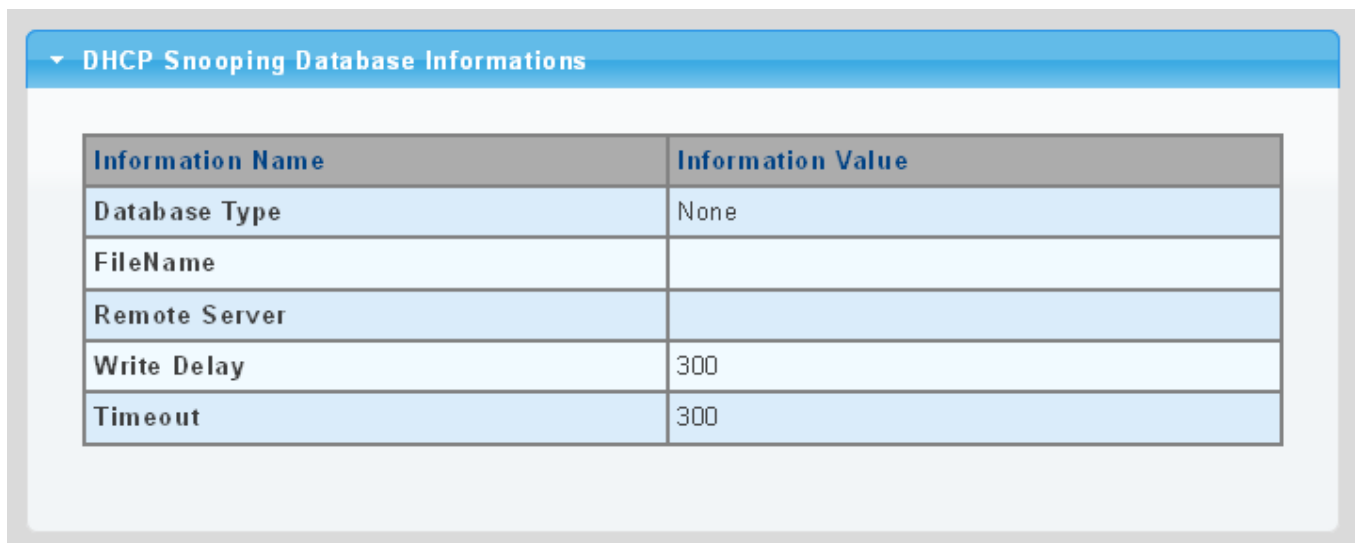 DHCP Snooping Database Informations
Information Name Information Value
Database Type None
FileName
Remote Server
Write Delay 300
Timeout 300